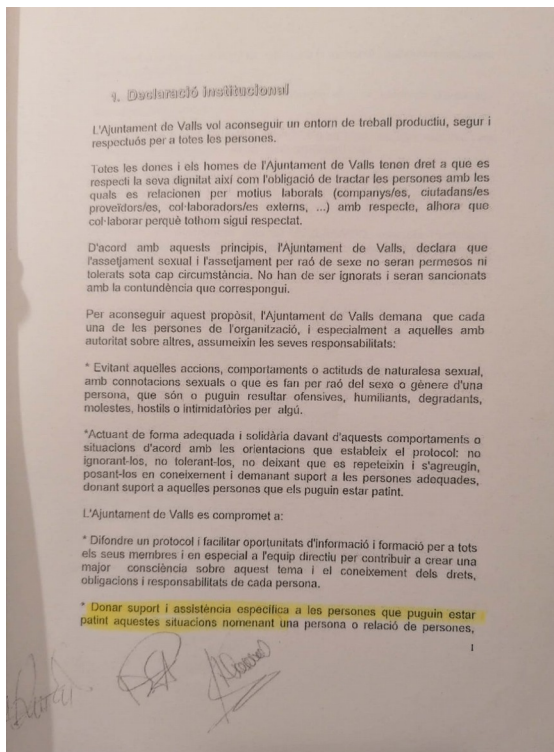 1. Declaració institucional
L'Ajuntament de Valls vol aconseguir un entorn de treball productiu, segur i
respectuós per a totes les persones.
Totes les dones i els homes de l'Ajuntament de Valls tenen dret a que es
respecti la seva dignitat així com l'obligació de tractar les persones amb les
quals es relacionen per motius laborals (companys/es, ciutadans/es
proveïdors/es, col·laboradors/es externs, ...) amb respecte, alhora que
col·laborar perquè tothom sigui respectat.
D'acord amb aquests principis, l'Ajuntament de Valls, declara que
l'assetjament sexual i l'assetjament per raó de sexe no seran permesos ni
tolerats sota cap circumstància. No han de ser ignorats i seran sancionats
amb la contundència que correspongui.
Per aconseguir aquest propòsit, l'Ajuntament de Valls demana que cada
una de les persones de l'organització, i especialment a aquelles amb
autoritat sobre altres, assumeixin les seves responsabilitats:
* Evitant aquelles accions, comportaments o actituds de naturalesa sexual,
amb connotacions sexuals o que es fan per raó del sexe o gènere d'una
persona, que són o puguin resultar ofensives, humiliants, degradants,
molestes, hostils o intimidatòries per algú.
*Actuant de forma adequada i solidària davant d'aquests comportaments o
situacions d'acord amb les orientacions que estableix el protocol: no
ignorant-los, no tolerant-los, no deixant que es repeteixin i s'agreugin,
posant-los en coneixement i demanant suport a les persones adequades,
donant suport a aquelles persones que els puguin estar patint.
L'Ajuntament de Valls es compromet a:
* Difondre un protocol i facilitar oportunitats d'informació i formació per a tots
els seus membres i en especial a l'equip directiu per contribuir a crear una
major consciència sobre aquest tema i el coneixement dels drets,
obligacions i responsabilitats de cada persona.
* Donar suport i assistència específica a les persones que puguin estar
patint aquestes situacions nomenant una persona o relació de persones,
1